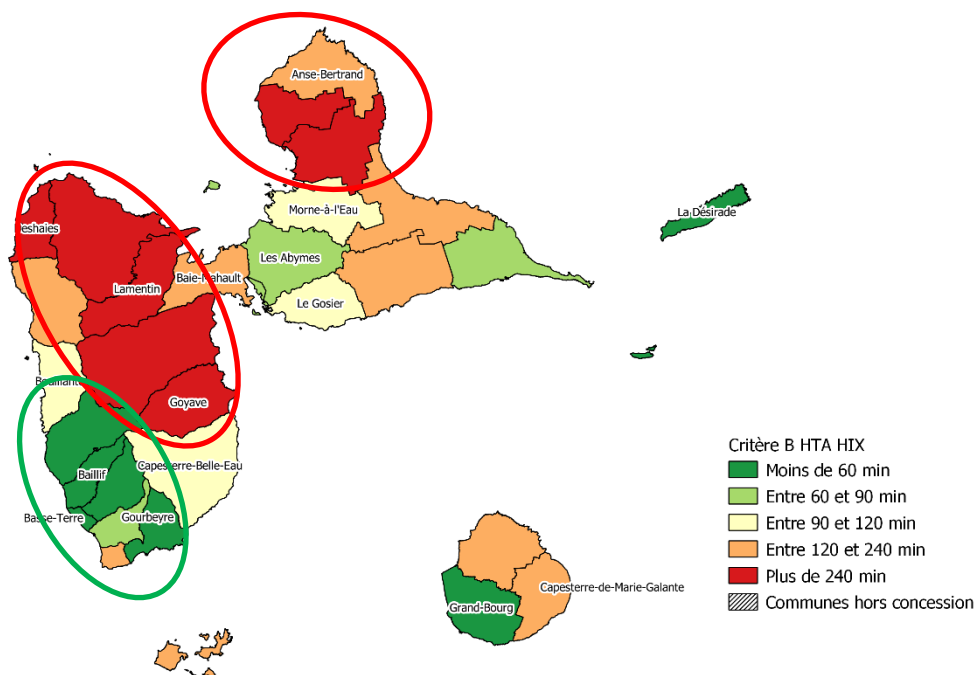 Anse-Bertrand
Morne-à-l'Eau
La Désirade
eshaies
Les Abymes
Baie-Mahault
Lamentin
Le Gosier
Bouillante
Goyave
Critère B HTA HIX
Moins de 60 min
Capesterre-Belle-Eau
Baillif
Entre 60 et 90 min
Basse-Terre
Gourbeyre
Entre 90 et 120 min
Entre 120 et 240 min
Plus de 240 min
Capesterre-de-Marie-Galante
Grand-Bourg
Communes hors concession